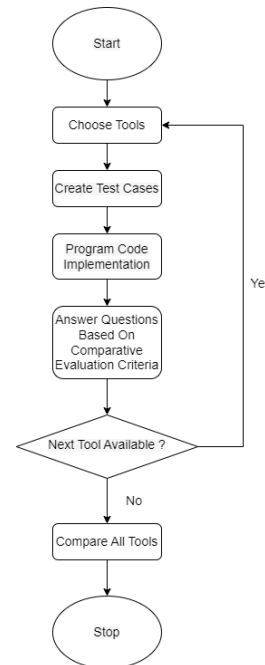 Start
Choose Tools
Create Test Cases
Program Code
Implementation
Answer Questions
Based On
Comparative
Evaluation Criteria
Next Tool Available ?
Ye
No
Compare All Tools
Stop